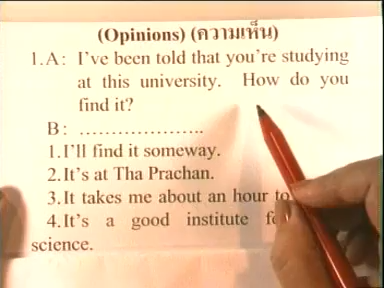 (Opinions) (ความเห็น)
1.A: I've been told that you're studying
at this university. How do you
find it?
B: ………………..
1.I'll find it someway.
2.It's at Tha Prachan.
3.It takes me about an hour to
4.It's a good institute
science.